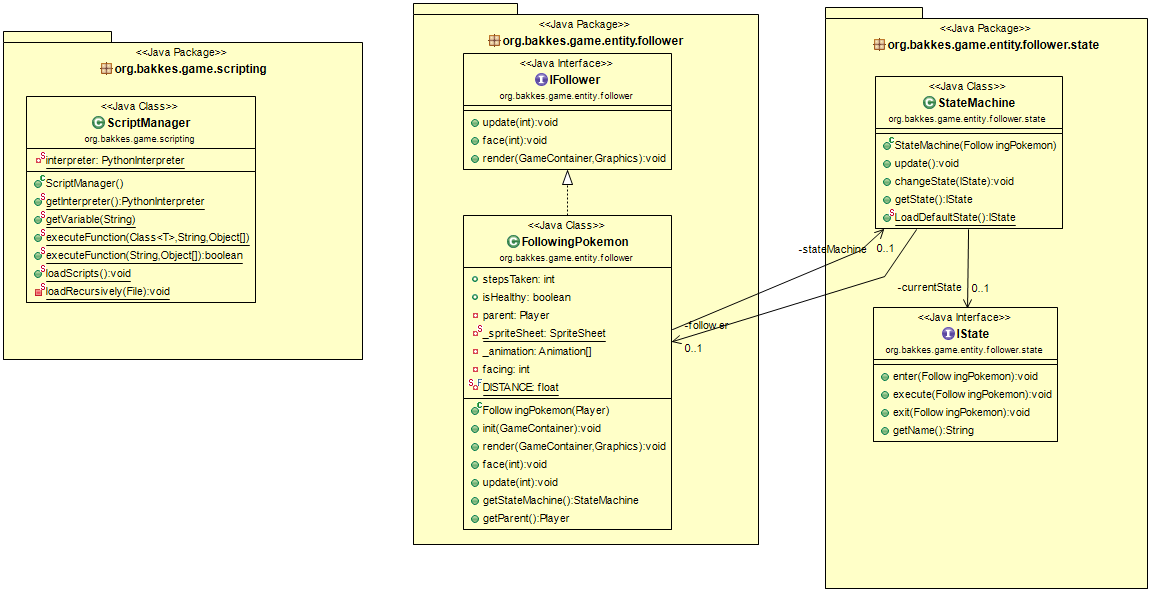 <<Java Package>>
org.bakkes.game.scripting
<<Java Class>>
C ScriptManager
org.bakkes.game.scripting
S interpreter: PythonInterpreter
C ScriptManager()
S getInterpreter():PythonInterpreter
S getVariable(String)
S executeFunction(Class<T>,String,Object[])
S executeFunction(String,Object[]):boolean
S loadScripts():void
S loadRecursively(File):void
<<Java Package>>
org.bakkes.game.entity.follower
<<Java Interface>>
I IFollower
org.bakkes.game.entity.follower
update(int):void
face(int):void
render(GameContainer,Graphics):void
<<Java Class>>
C FollowingPokemon
org.bakkes.game.entity.follower
stepsTaken: int
isHealthy: boolean
parent: Player
S _spriteSheet: SpriteSheet
_animation: Animation[]
facing: int
S F DISTANCE: float
C FollowingPokemon(Player)
init(GameContainer):void
render(GameContainer,Graphics):void
face(int):void
update(int):void
getStateMachine():StateMachine
getParent():Player
-stateMachine
0..1
-follower
0..1
<<Java Package>>
org.bakkes.game.entity.follower.state
<<Java Class>>
C StateMachine
org.bakkes.game.entity.follower.state
C StateMachine(FollowingPokemon)
update():void
changeState(IState):void
getState():IState
S LoadDefaultState():IState
-currentState
0..1
<<Java Interface>>
I IState
org.bakkes.game.entity.follower.state
enter(FollowingPokemon):void
execute(FollowingPokemon):void
exit(FollowingPokemon):void
getName():String